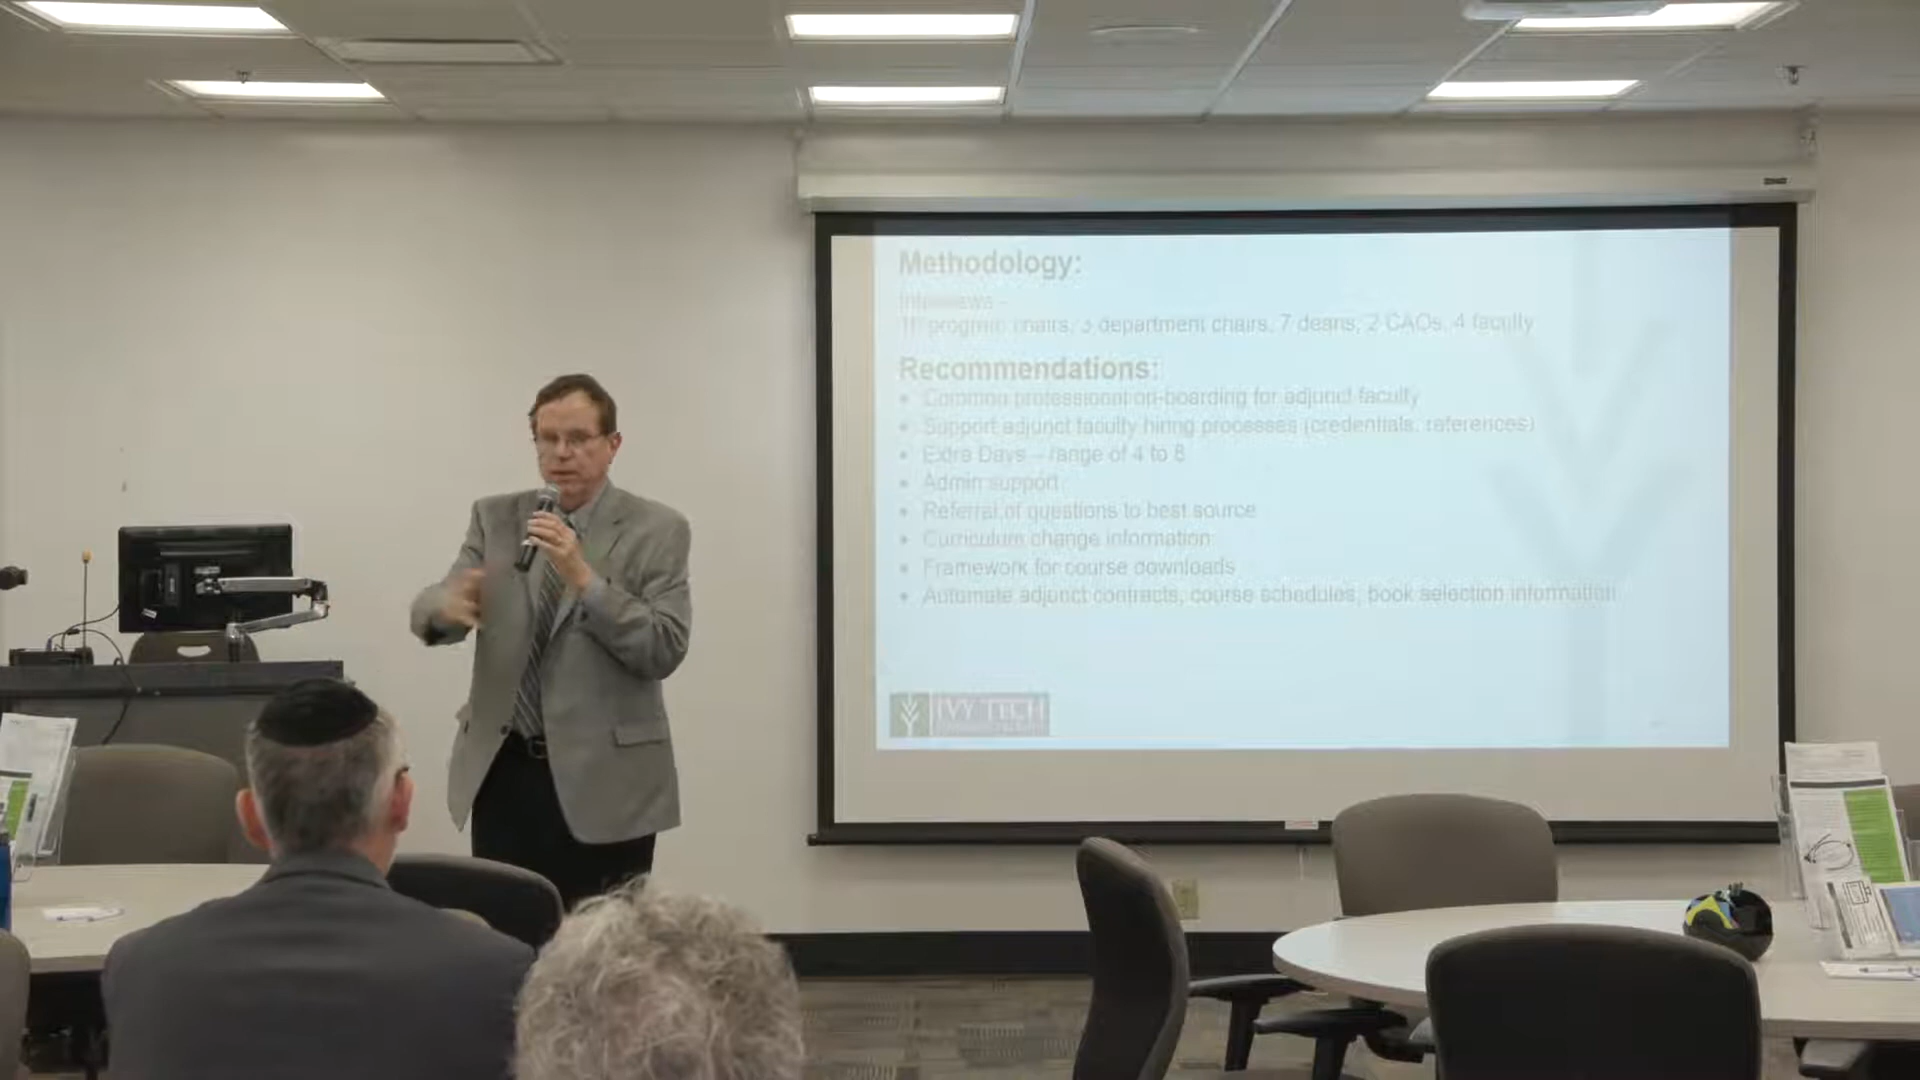 Methodology:
Interviews -
program chairs, 3 department chairs, 7 deans, 2 CAOs, 4 faculty
Recommendations:
• Common professional on-boarding for adjunct faculty
• Support adjunct faculty hiring processes (credentials, references)
• Extra Days – range of 4 to 8
• Admin support
• Referral of questions to best source
• Curriculum change information
• Framework for course downloads
• Automate adjunct contracts, course schedules, book selection information
IVY TECH